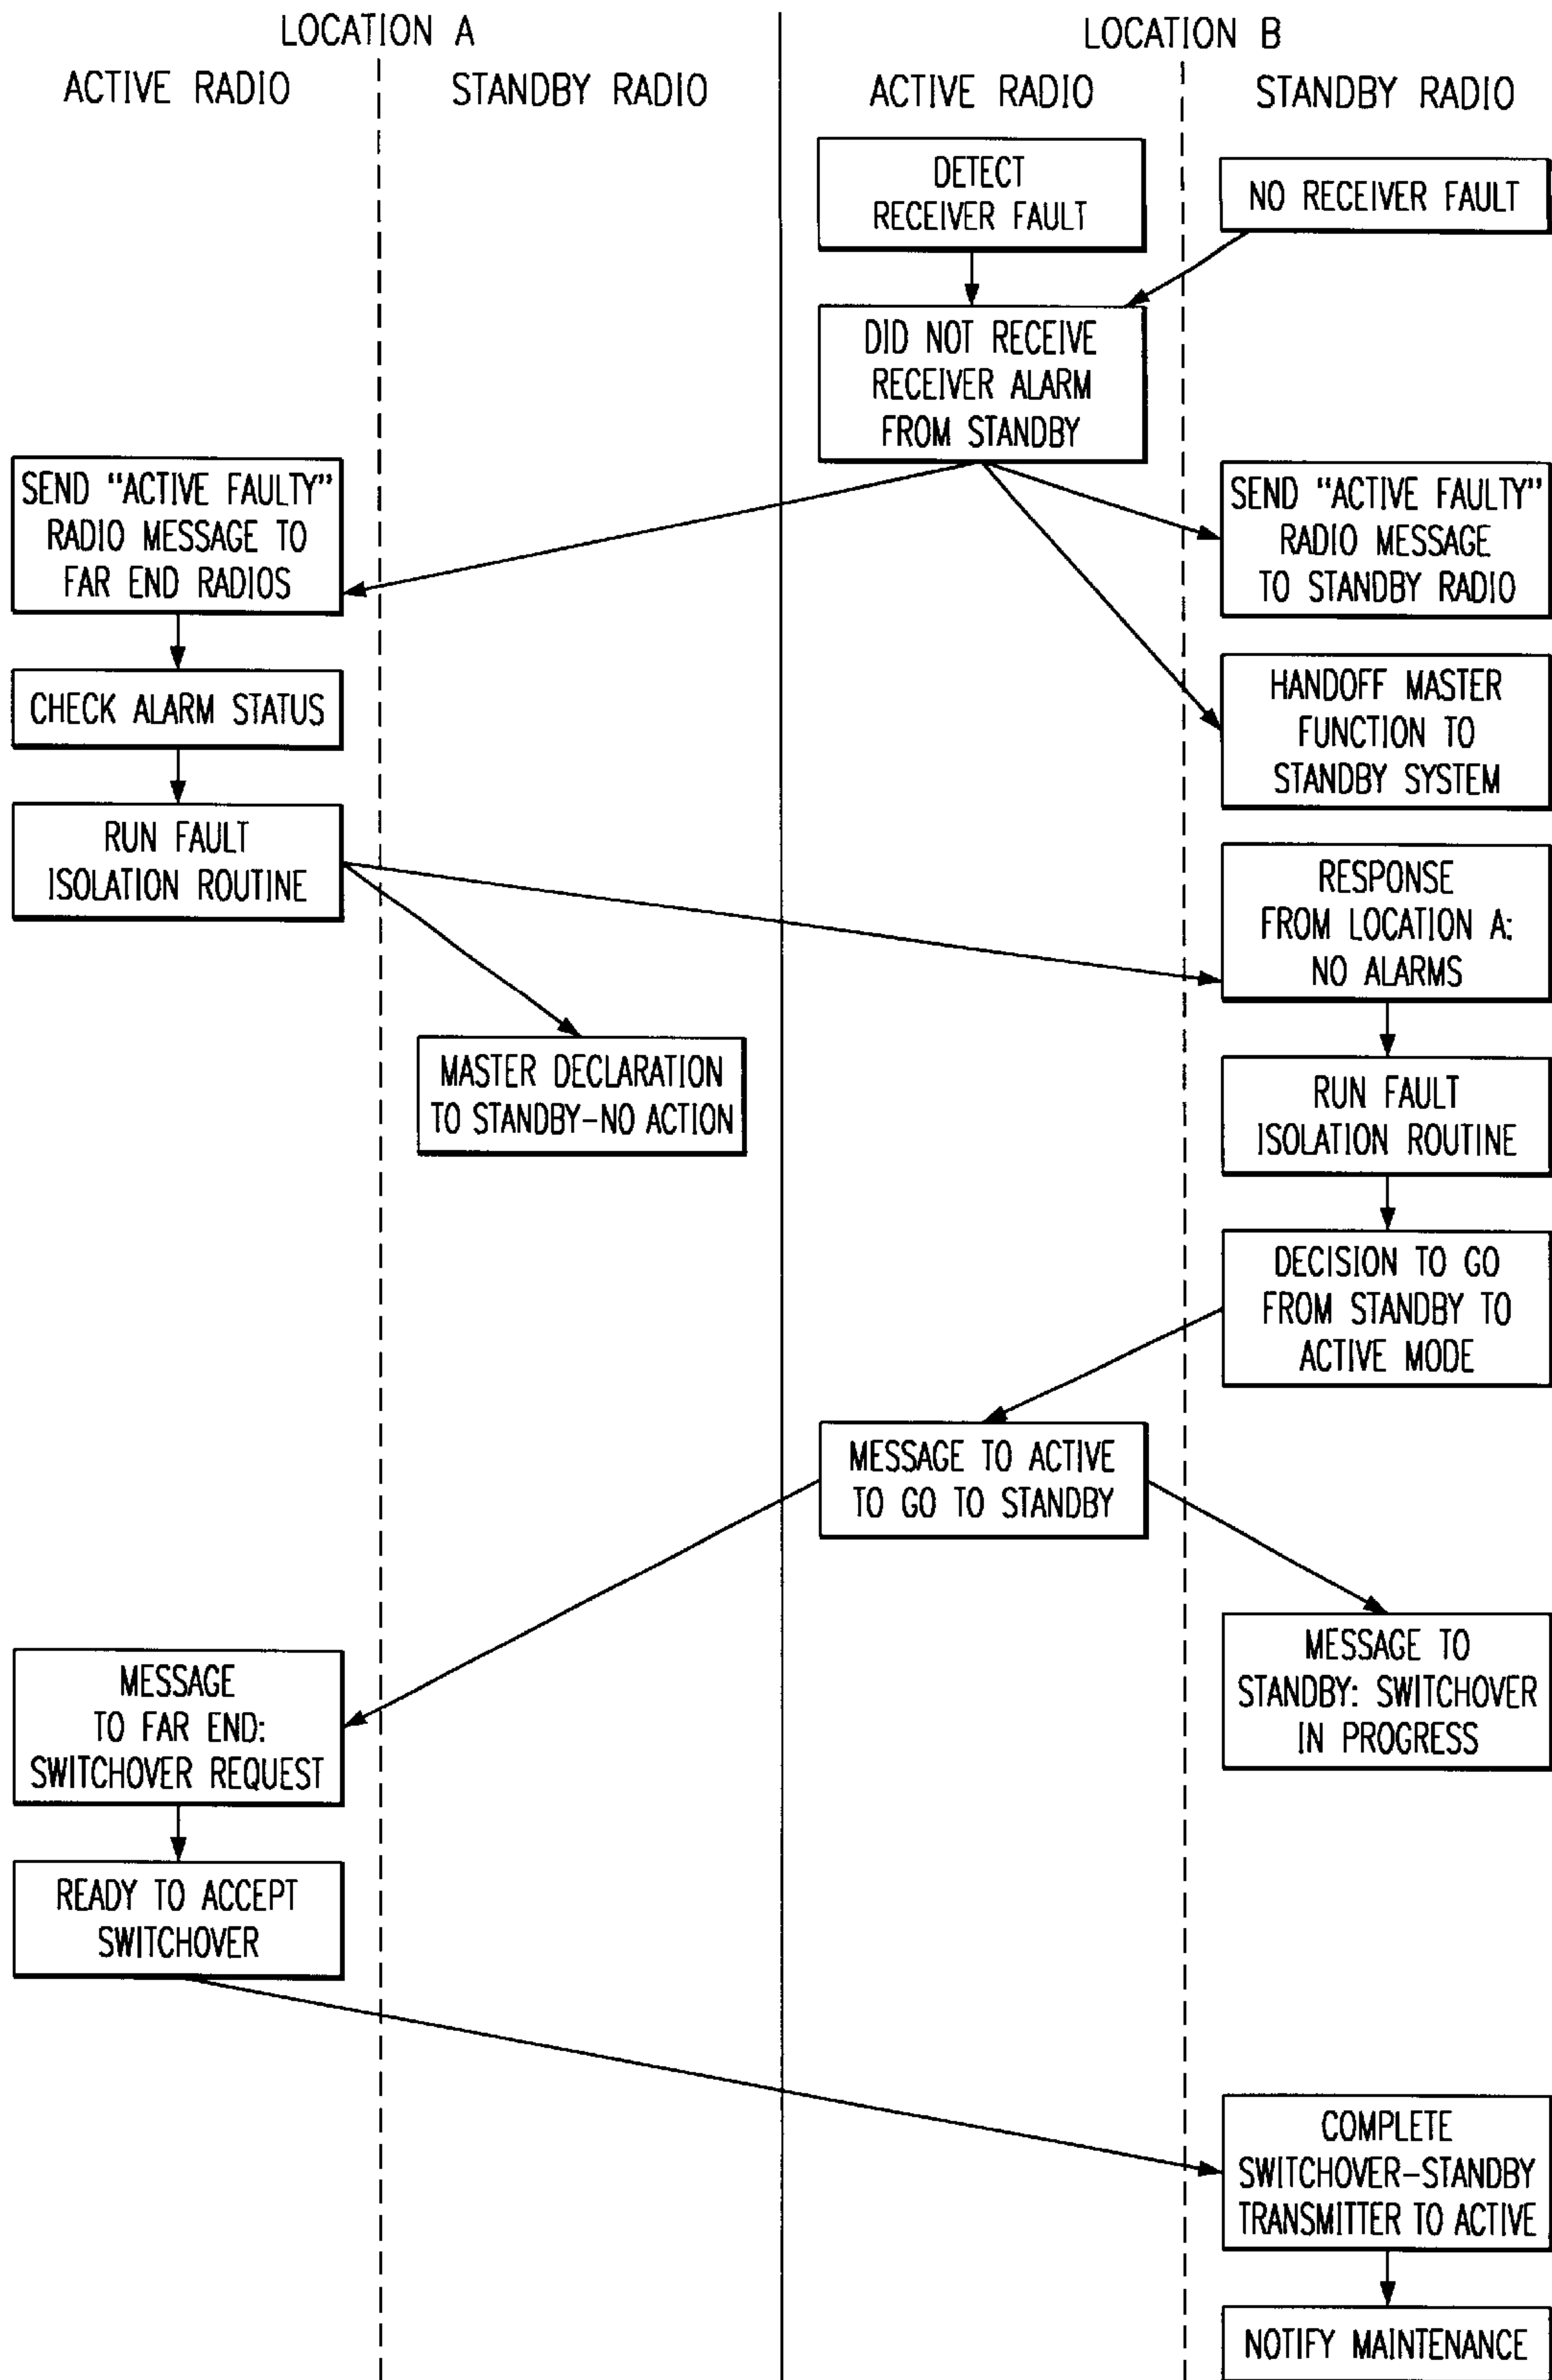 LOCATION A
LOCATION B
ACTIVE RADIO
STANDBY RADIO
ACTIVE RADIO
STANDBY RADIO
DETECT
RECEIVER FAULT
NO RECEIVER FAULT
DID NOT RECEIVE
RECEIVER ALARM
FROM STANDBY
SEND "ACTIVE FAULTY"
RADIO MESSAGE TO
FAR END RADIOS
SEND "ACTIVE FAULTY"
RADIO MESSAGE
TO STANDBY RADIO
CHECK ALARM STATUS
HANDOFF MASTER
FUNCTION TO
STANDBY SYSTEM
RUN FAULT
ISOLATION ROUTINE
RESPONSE
FROM LOCATION A:
NO ALARMS
MASTER DECLARATION
TO STANDBY-NO ACTION
RUN FAULT
ISOLATION ROUTINE
DECISION TO GO
FROM STANDBY TO
ACTIVE MODE
MESSAGE TO ACTIVE
TO GO TO STANDBY
MESSAGE TO
STANDBY: SWITCHOVER
IN PROGRESS
MESSAGE
TO FAR END:
SWITCHOVER REQUEST
READY TO ACCEPT
SWITCHOVER
COMPLETE
SWITCHOVER-STANDBY
TRANSMITTER TO ACTIVE
NOTIFY MAINTENANCE